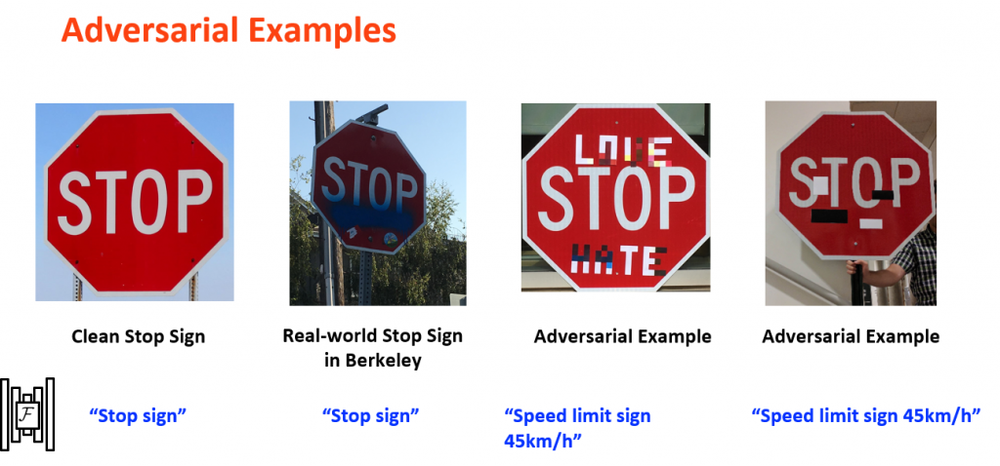 Adversarial Examples
STOP
STOP
LOVE
STOP
HATE
STOP
Clean Stop Sign
Real-world Stop Sign
in Berkeley
Adversarial Example
Adversarial Example
F
“Stop sign”
“Stop sign”
“Speed limit sign
45km/h”
“Speed limit sign 45km/h”